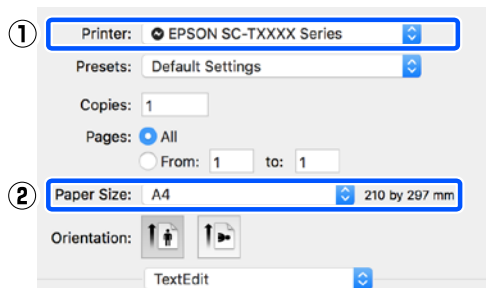 ① Printer: EPSON SC-TXXXX Series
Presets: Default Settings
Copies: 1
Pages: All
From: 1 to: 1
② Paper Size: A4 210 by 297 mm
Orientation:
TextEdit